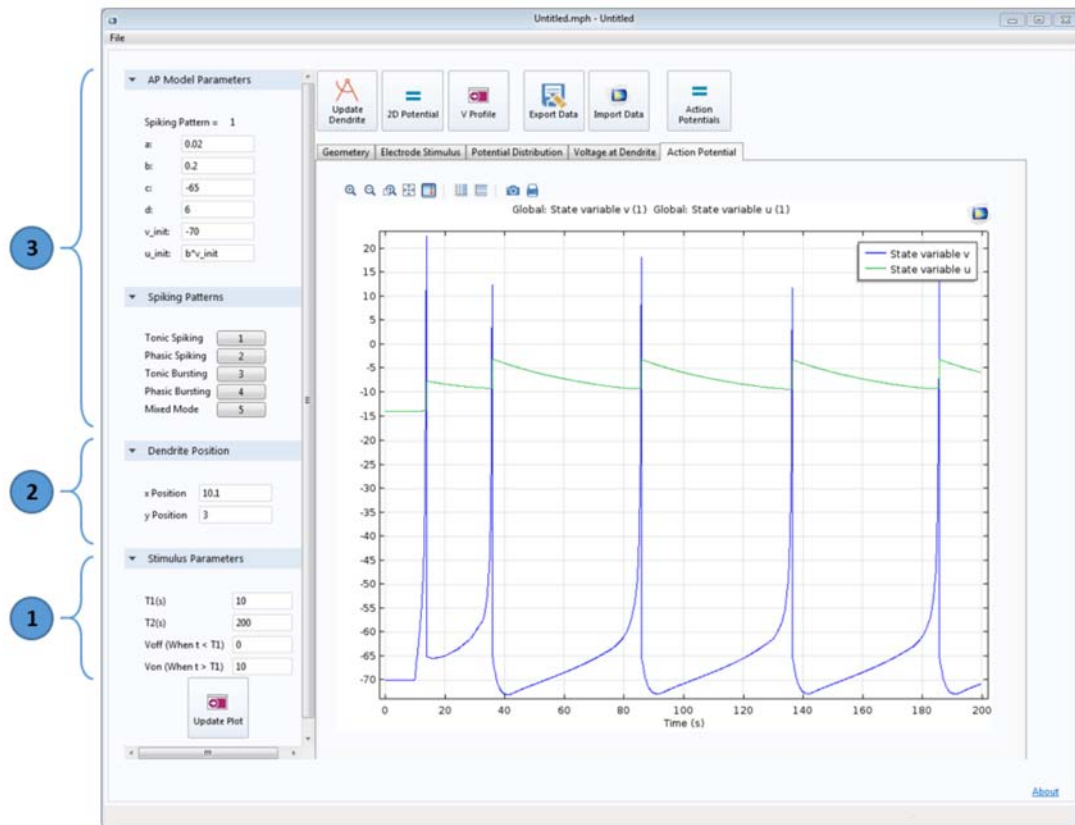 Untitled.mph - Untitled
File
3
AP Model Parameters
Spiking Pattern = 1
a: 0.02
b: 0.2
c: -65
d: 6
v_init: -70
u_init: b*v_init
Spiking Patterns
Tonic Spiking 1
Phasic Spiking 2
Tonic Bursting 3
Phasic Bursting 4
Mixed Mode 5
2
Dendrite Position
x Position 10.1
y Position 3
1
Stimulus Parameters
T1(s) 10
T2(s) 200
Voff (When t < T1) 0
Von (When t > T1) 10
Update Plot
Update Dendrite
2D Potential
V Profile
Export Data
Import Data
Action Potentials
Geometery
Electrode Stimulus
Potential Distribution
Voltage at Dendrite
Action Potential
Global: State variable v (1) Global: State variable u (1)
State variable v
State variable u
20
15
10
5
0
-5
-10
-15
-20
-25
-30
-35
-40
-45
-50
-55
-60
-65
-70
0 20 40 60 80 100 120 140 160 180 200
Time (s)
About